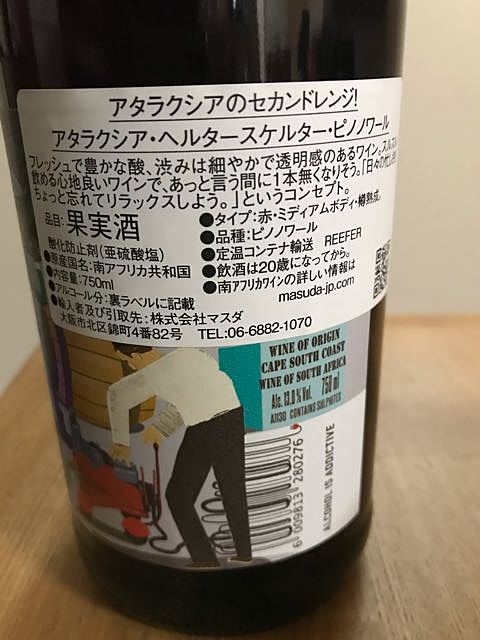 アタラクシアのセカンドレンジ!
アタラクシア・ヘルタースケルター・ピノノワール
フレッシュで豊かな酸、渋みは細やかで透明感のあるワイン。スルスル
飲める心地良いワインで、あっと言う間に1本無くなりそう。「日々の忙しさを
ちょっと忘れてリラックスしよう。」というコンセプト。
品目:果実酒
酸化防止剤(亜硫酸塩)
●原産国名:南アフリカ共和国
●内容量:750ml
●アルコール分:裏ラベルに記載
●輸入者及び引取先:株式会社マスダ
大阪市北区錦町4番82号 TEL:06-6882-1070
●タイプ:赤・ミディアムボディ・樽熟成。
●品種:ピノノワール
●定温コンテナ輸送 REEFER
●飲酒は20歳になってから。
●南アフリカワインの詳しい情報は
masuda-jp.com
WINE OF ORIGIN
CAPE SOUTH COAST
WINE OF SOUTH AFRICA
Alc. 13,0 % Vol. 750 ml
A1130 CONTAINS SULPHITES
6 009813 280276
ALCOHOL IS ADDICTIVE